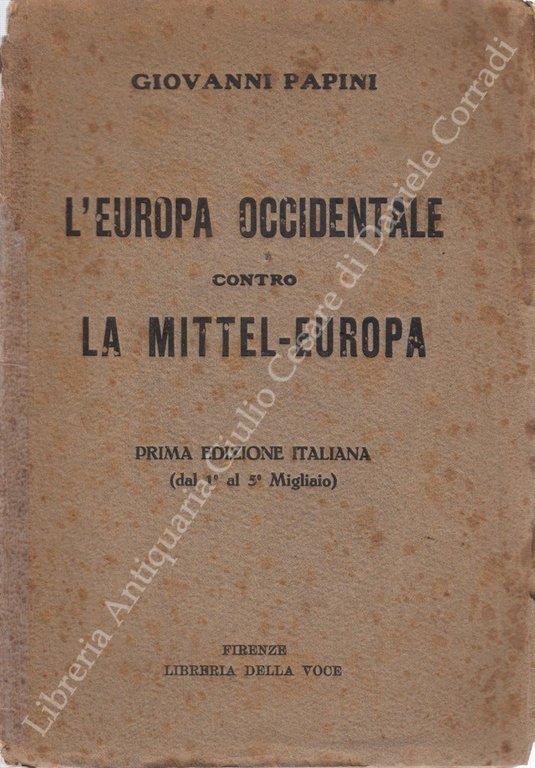 GIOVANNI PAPINI
L'EUROPA OCCIDENTALE
CONTRO
LA MITTEL-EUROPA
PRIMA EDIZIONE ITALIANA
(dal 1° al 5° Migliaio)
FIRENZE
LIBRERIA DELLA VOCE
Libreria Antiquaria Giulio Cesare di Daniele Corradi